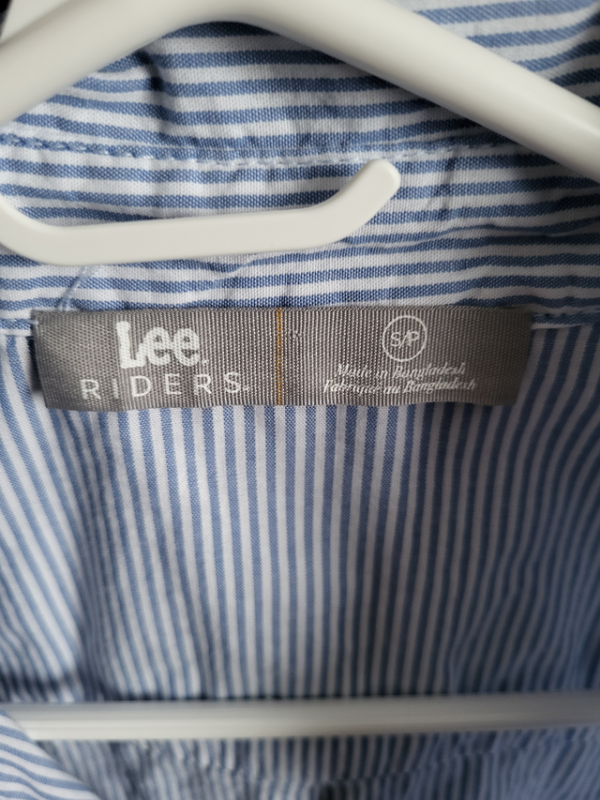 Lee.
RIDERS.
S/P
Made in Bangladesh
Fabriqué au Bangladesh